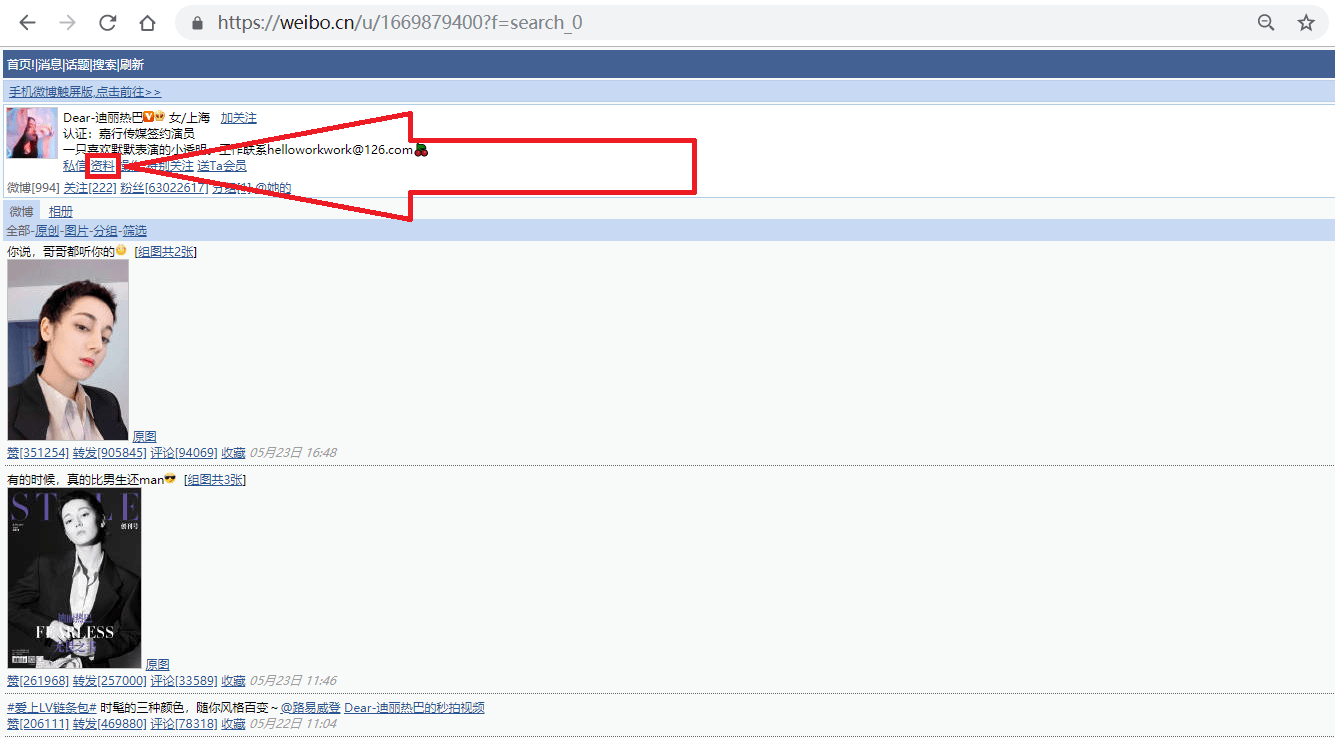 https://weibo.cn/u/1669879400?f=search_0
首页!|消息|话题|搜索|刷新
手机微博触屏版,点击前往>>
Dear-迪丽热巴 女/上海 加关注
认证：嘉行传媒签约演员
一只喜欢默默表演的小透明。工作联系helloworkwork@126.com
私信 资料 特别关注 送Ta会员
微博[994] 关注[222] 粉丝[63022617] 分组[1] @她的
微博 相册
全部-原创-图片-分组-筛选
你说，哥哥都听你的 [组图共2张]
原图
赞[351254] 转发[905845] 评论[94069] 收藏 05月23日 16:48
有的时候，真的比男生还man [组图共3张]
STYLE
创刊号
迪丽热巴
FEARLESS
无畏之非
原图
赞[261968] 转发[257000] 评论[33589] 收藏 05月23日 11:46
#爱上LV链条包# 时髦的三种颜色，随你风格百变～@路易威登 Dear-迪丽热巴的秒拍视频
赞[206111] 转发[469880] 评论[78318] 收藏 05月22日 11:04